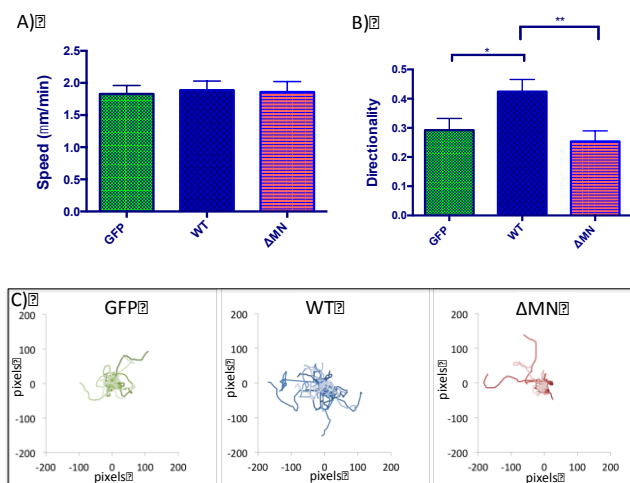 A)
B)
Speed (mm/min)
2.5
2.0
1.5
1.0
0.5
0.0
GFP
WT
ΔMN
Directionality
0.5
0.4
0.3
0.2
0.1
0.0
*
**
GFP
WT
ΔMN
C)
GFP
WT
ΔMN
pixels
200
100
0
-100
-200
-200 -100 0 100 200
pixels
pixels
200
100
0
-100
-200
-200 -100 0 100 200
pixels
pixels
200
100
0
-100
-200
-200 -100 0 100 200
pixels